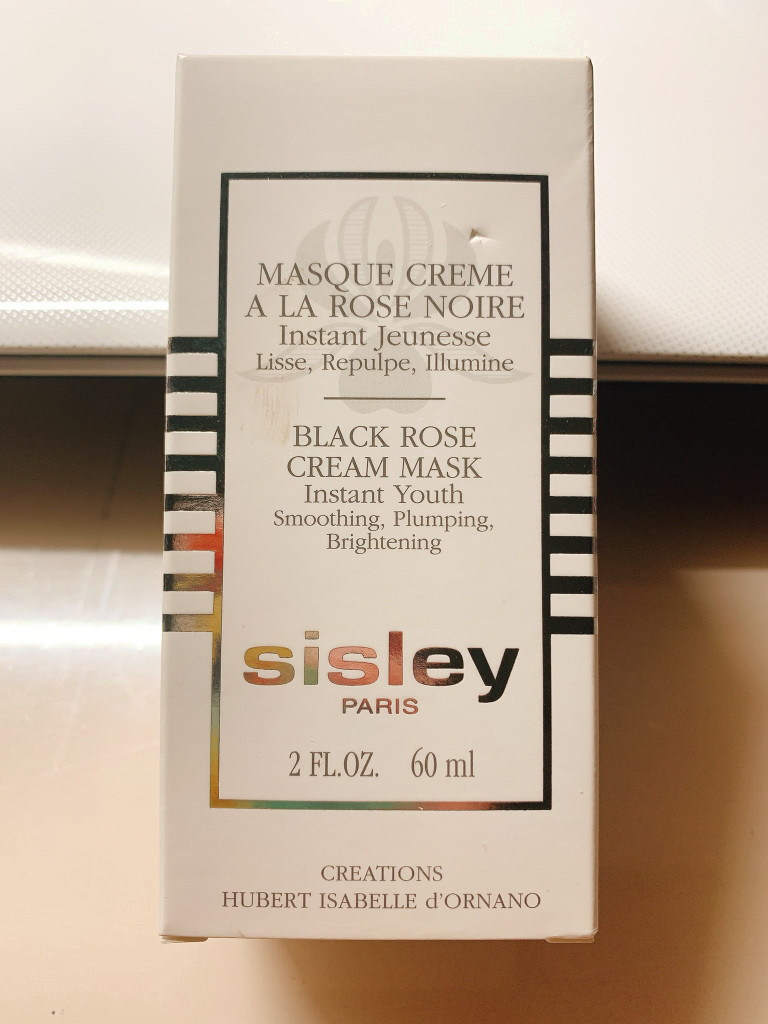 MASQUE CREME
A LA ROSE NOIRE
Instant Jeunesse
Lisse, Repulpe, Illumine
BLACK ROSE
CREAM MASK
Instant Youth
Smoothing, Plumping,
Brightening
sisley
PARIS
2 FL.OZ. 60 ml
CREATIONS
HUBERT ISABELLE d'ORNANO